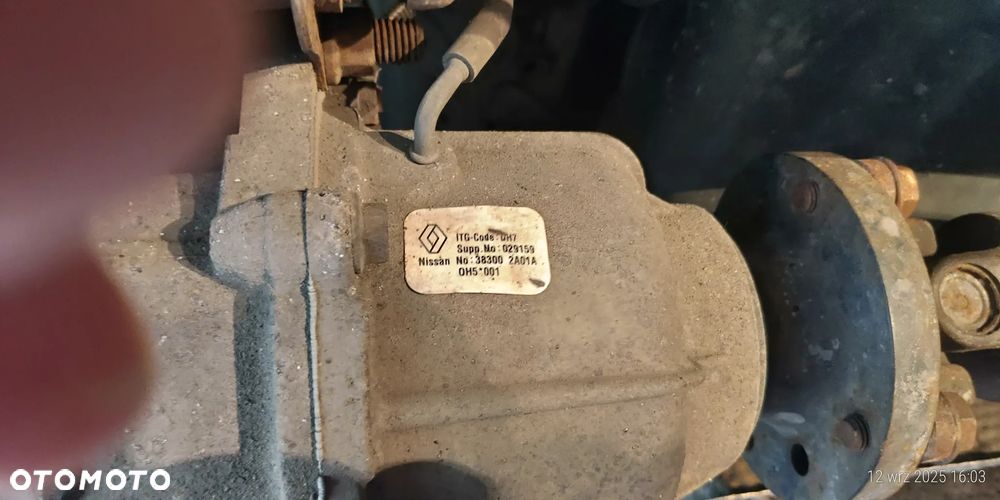 ITG-Code: UH7
Supp.No: 029159
Nissan No: 38300 2A01A
OH5*001
OTOMOTO
12 wrz 2025 16:03